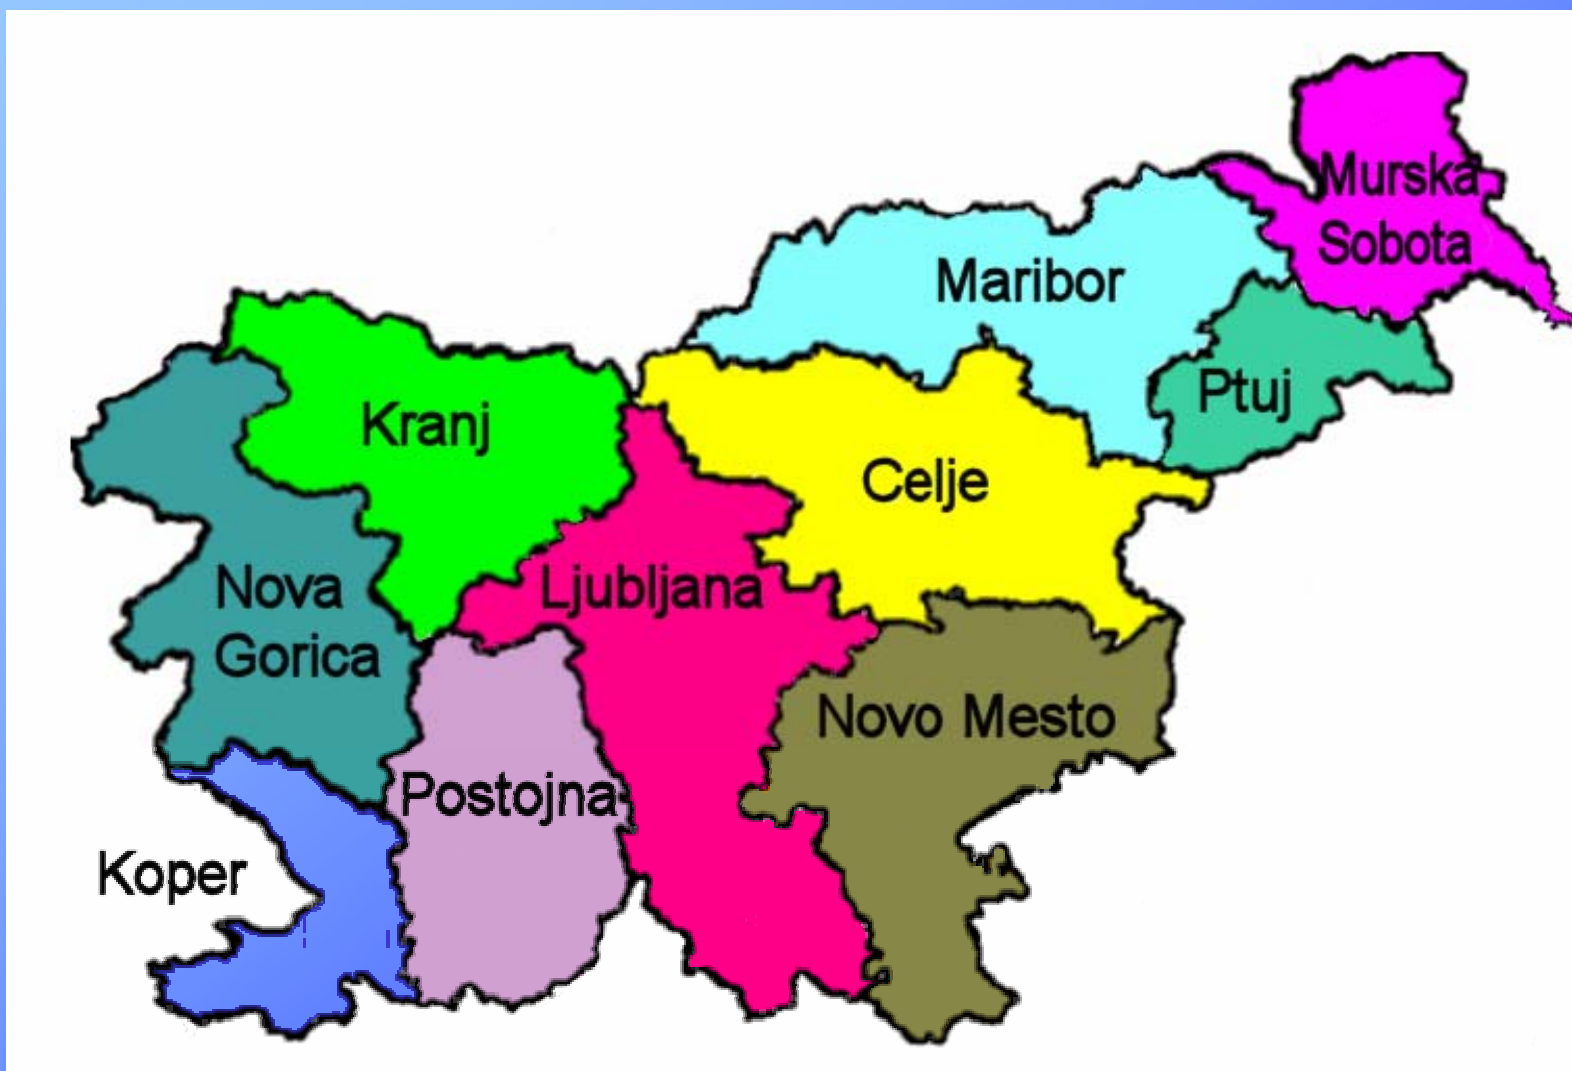 Murska
Sobota
Maribor
Ptuj
Kranj
Celje
Nova
Gorica
Ljubljana
Novo Mesto
Postojna
Koper